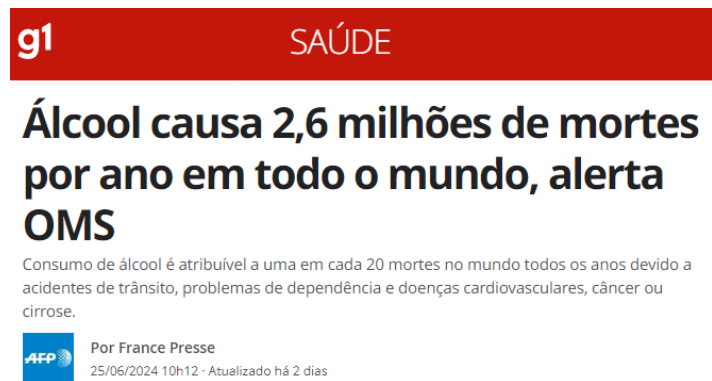 g1
SAÚDE
Álcool causa 2,6 milhões de mortes
por ano em todo o mundo, alerta
OMS
Consumo de álcool é atribuível a uma em cada 20 mortes no mundo todos os anos devido a
acidentes de trânsito, problemas de dependência e doenças cardiovasculares, câncer ou
cirrose.
AFP
Por France Presse
25/06/2024 10h12 · Atualizado há 2 dias